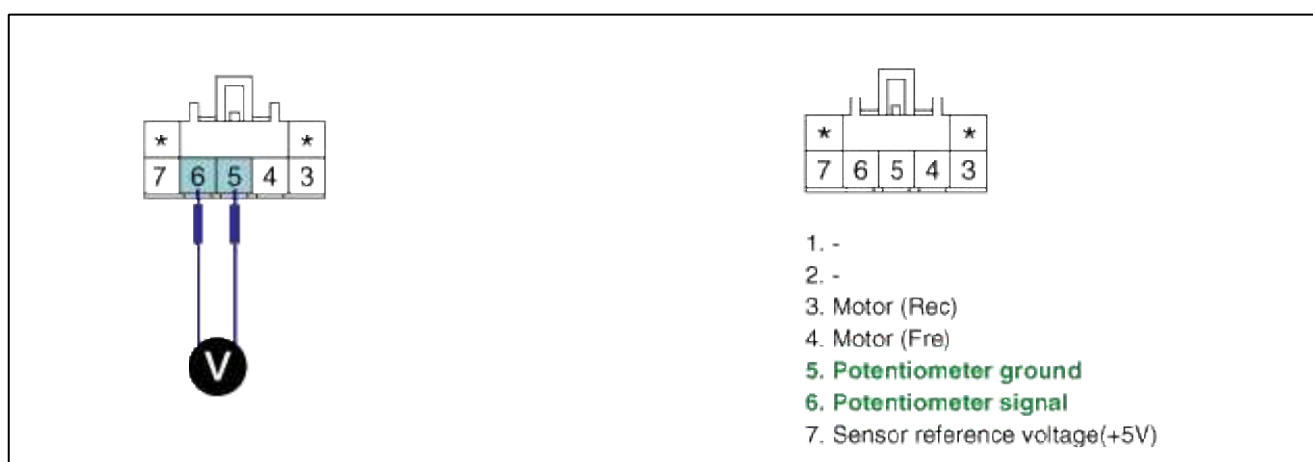 * *
7 6 5 4 3
V
* *
7 6 5 4 3
1. -
2. -
3. Motor (Rec)
4. Motor (Fre)
5. Potentiometer ground
6. Potentiometer signal
7. Sensor reference voltage(+5V)